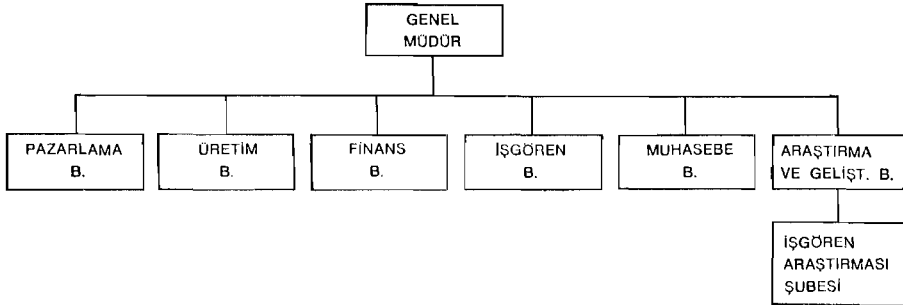 GENEL
MÜDÜR
PAZARLAMA
B.
ÜRETİM
B.
FİNANS
B.
İŞGÖREN
B.
MUHASEBE
B.
ARAŞTIRMA
VE GELİŞT. B.
İŞGÖREN
ARAŞTIRMASI
ŞUBESİ